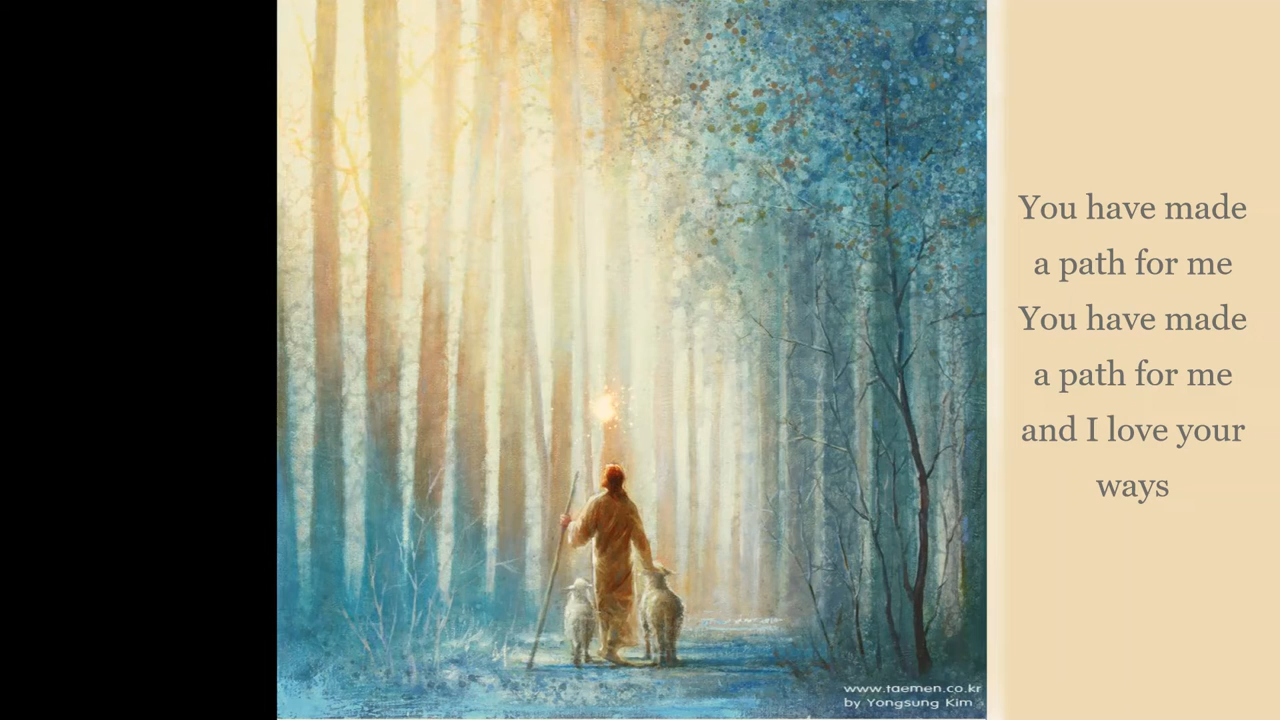 You have made
a path for me
You have made
a path for me
and I love your
ways
www.taemen.co.kr
by Yongsung Kim